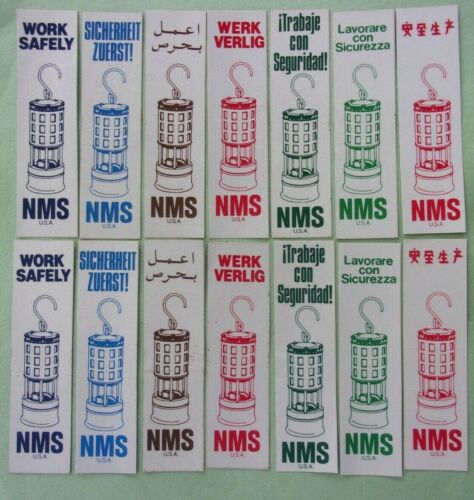 WORK
SAFELY
NMS
U.S.A.
SICHERHEIT
ZUERST!
NMS
U.S.A.
اعمل
بحرص
NMS
U.S.A.
WERK
VERLIG
NMS
U.S.A.
¡Trabaje
con
Seguridad!
NMS
U.S.A.
Lavorare
con
Sicurezza
NMS
U.S.A.
安全生产
NMS
U.S.A.
WORK
SAFELY
NMS
U.S.A.
SICHERHEIT
ZUERST!
NMS
U.S.A.
اعمل
بحرص
NMS
U.S.A.
WERK
VERLIG
NMS
U.S.A.
¡Trabaje
con
Seguridad!
NMS
U.S.A.
Lavorare
con
Sicurezza
NMS
U.S.A.
安全生产
NMS
U.S.A.